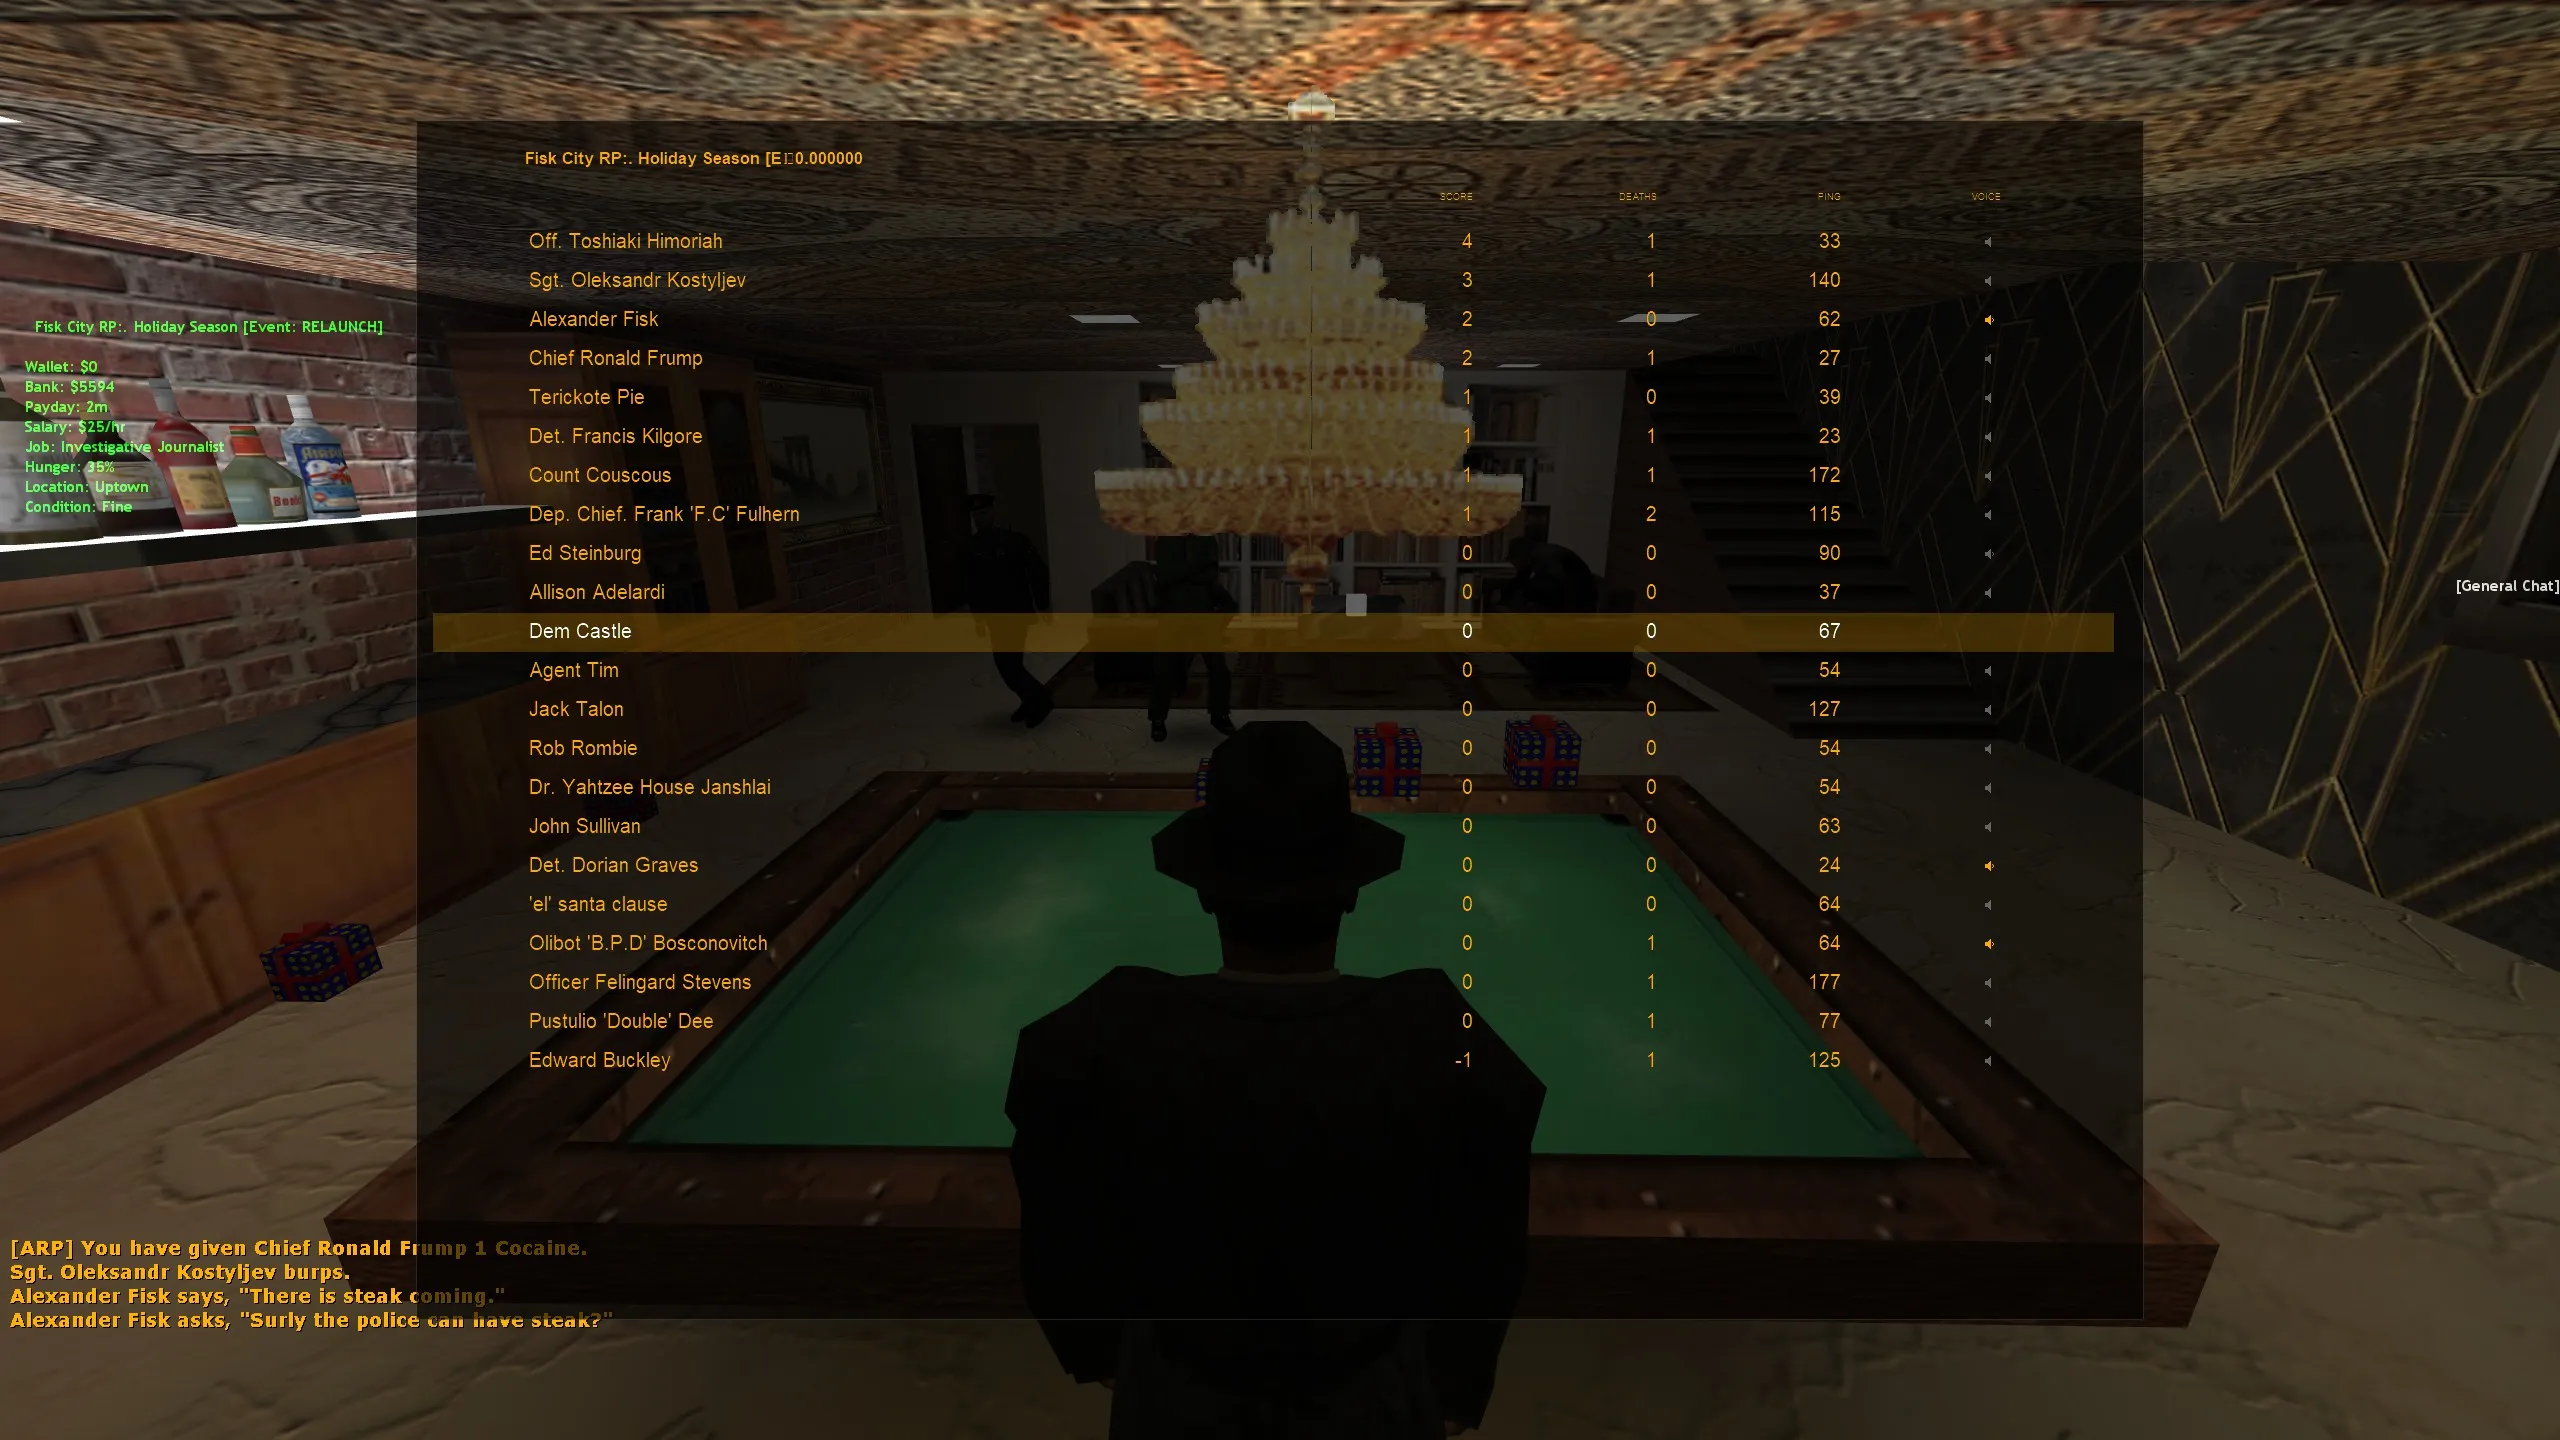 Fisk City RP:. Holiday Season [E 0.000000
SCORE DEATHS PING VOICE
Off. Toshiaki Himoriah 4 1 33
Sgt. Oleksandr Kostyljev 3 1 140
Alexander Fisk 2 0 62
Chief Ronald Frump 2 1 27
Terickote Pie 1 0 39
Det. Francis Kilgore 1 1 23
Count Couscous 1 1 172
Dep. Chief. Frank 'F.C' Fulhern 1 2 115
Ed Steinburg 0 0 90
Allison Adelardi 0 0 37
Dem Castle 0 0 67
Agent Tim 0 0 54
Jack Talon 0 0 127
Rob Rombie 0 0 54
Dr. Yahtzee House Janshlai 0 0 54
John Sullivan 0 0 63
Det. Dorian Graves 0 0 24
'el' santa clause 0 0 64
Olibot 'B.P.D' Bosconovitch 0 1 64
Officer Felingard Stevens 0 1 177
Pustulio 'Double' Dee 0 1 77
Edward Buckley -1 1 125
Fisk City RP:. Holiday Season [Event: RELAUNCH]
Wallet: $0
Bank: $5594
Payday: 2m
Salary: $25/hr
Job: Investigative Journalist
Hunger: 35%
Location: Uptown
Condition: Fine
[General Chat]
[ARP] You have given Chief Ronald Frump 1 Cocaine.
Sgt. Oleksandr Kostyljev burps.
Alexander Fisk says, "There is steak coming."
Alexander Fisk asks, "Surly the police can have steak?"